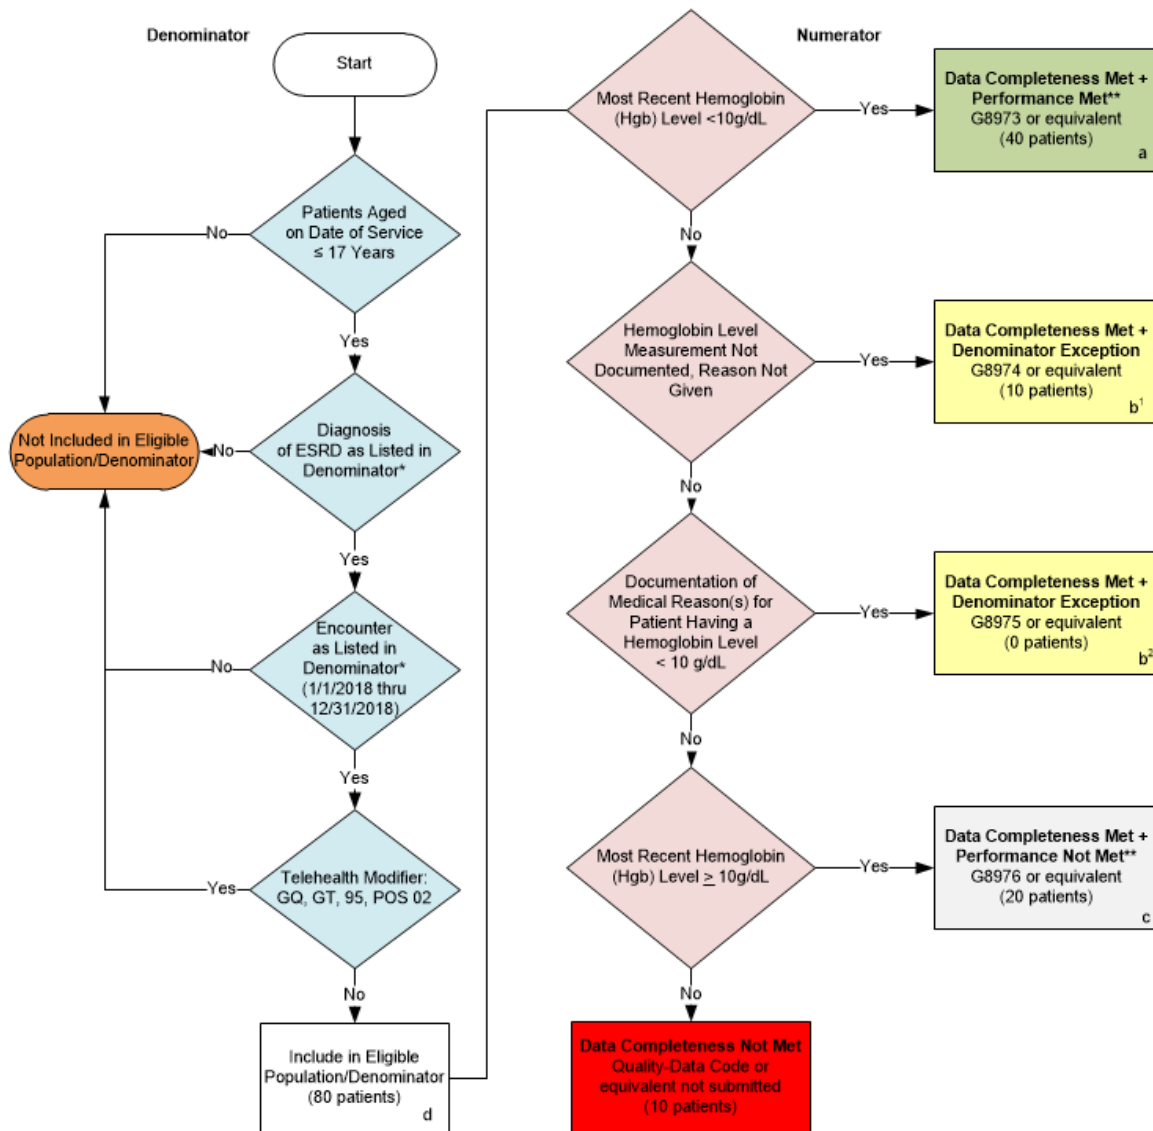 Denominator
Start
Patients Aged
on Date of Service
≤ 17 Years
No
Yes
Diagnosis
of ESRD as Listed in
Denominator*
No
Not Included in Eligible
Population/Denominator
Yes
Encounter
as Listed in
Denominator*
(1/1/2018 thru
12/31/2018)
No
Yes
Telehealth Modifier:
GQ, GT, 95, POS 02
Yes
No
Include in Eligible
Population/Denominator
(80 patients)
d
Numerator
Most Recent Hemoglobin
(Hgb) Level <10g/dL
Yes
Data Completeness Met +
Performance Met**
G8973 or equivalent
(40 patients)
a
No
Hemoglobin Level
Measurement Not
Documented, Reason Not
Given
Yes
Data Completeness Met +
Denominator Exception
G8974 or equivalent
(10 patients)
b¹
No
Documentation of
Medical Reason(s) for
Patient Having a
Hemoglobin Level
< 10 g/dL
Yes
Data Completeness Met +
Denominator Exception
G8975 or equivalent
(0 patients)
b²
No
Most Recent Hemoglobin
(Hgb) Level ≥ 10g/dL
Yes
Data Completeness Met +
Performance Not Met**
G8976 or equivalent
(20 patients)
c
No
Data Completeness Not Met
Quality-Data Code or
equivalent not submitted
(10 patients)